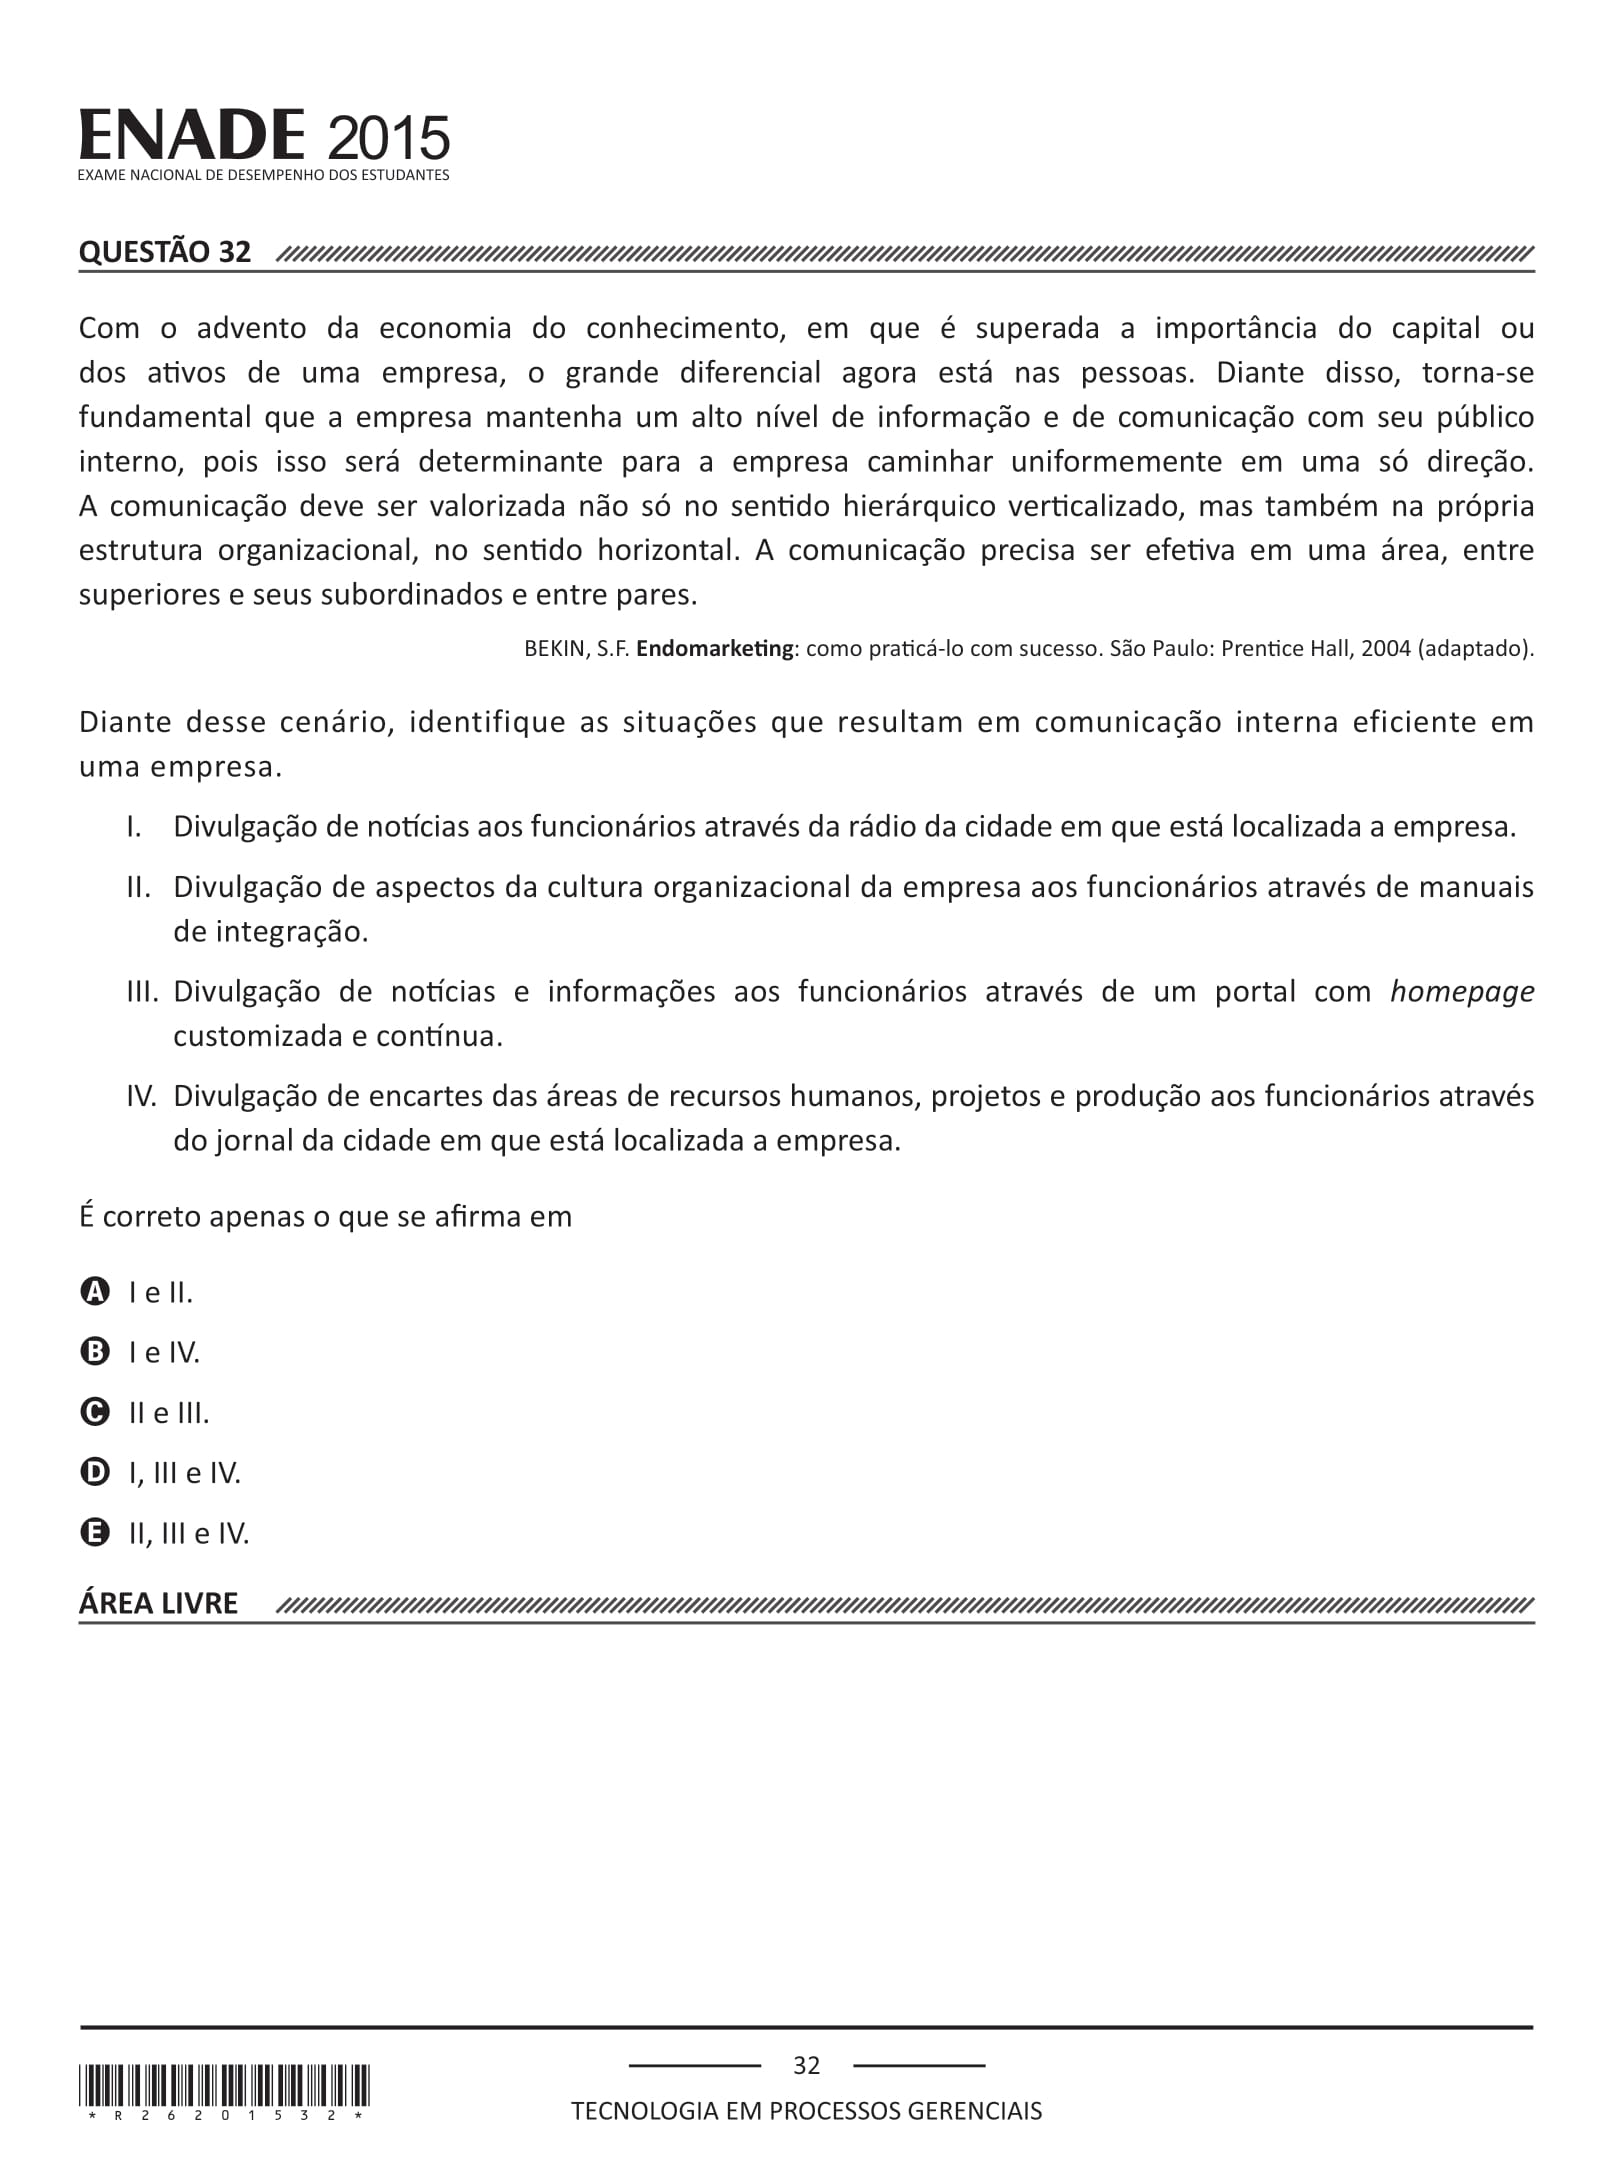 ENADE 2015
EXAME NACIONAL DE DESEMPENHO DOS ESTUDANTES
QUESTÃO 32
Com o advento da economia do conhecimento, em que é superada a importância do capital ou
dos ativos de uma empresa, o grande diferencial agora está nas pessoas. Diante disso, torna-se
fundamental que a empresa mantenha um alto nível de informação e de comunicação com seu público
interno, pois isso será determinante para a empresa caminhar uniformemente em uma só direção.
A comunicação deve ser valorizada não só no sentido hierárquico verticalizado, mas também na própria
estrutura organizacional, no sentido horizontal. A comunicação precisa ser efetiva em uma área, entre
superiores e seus subordinados e entre pares.
BEKIN, S.F. Endomarketing: como praticá-lo com sucesso. São Paulo: Prentice Hall, 2004 (adaptado).
Diante desse cenário, identifique as situações que resultam em comunicação interna eficiente em
uma empresa.
I. Divulgação de notícias aos funcionários através da rádio da cidade em que está localizada a empresa.
II. Divulgação de aspectos da cultura organizacional da empresa aos funcionários através de manuais
de integração.
III. Divulgação de notícias e informações aos funcionários através de um portal com homepage
customizada e contínua.
IV. Divulgação de encartes das áreas de recursos humanos, projetos e produção aos funcionários através
do jornal da cidade em que está localizada a empresa.
É correto apenas o que se afirma em
A I e II.
B I e IV.
C II e III.
D I, III e IV.
E II, III e IV.
ÁREA LIVRE
32
TECNOLOGIA EM PROCESSOS GERENCIAIS
*R26201532*